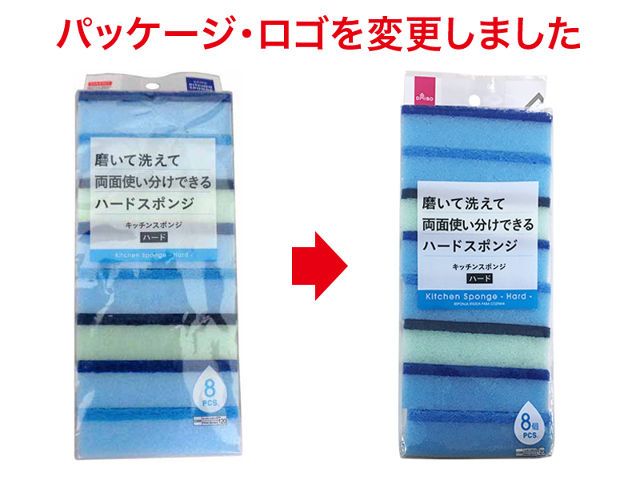 パッケージ・ロゴを変更しました
磨いて洗えて
両面使い分けできる
ハードスポンジ
キッチンスポンジ
ハード
Kitchen Sponge - Hard -
8
PCS.
DAISO
磨いて洗えて
両面使い分けできる
ハードスポンジ
キッチンスポンジ
ハード
Kitchen Sponge - Hard -
8個
PCS.